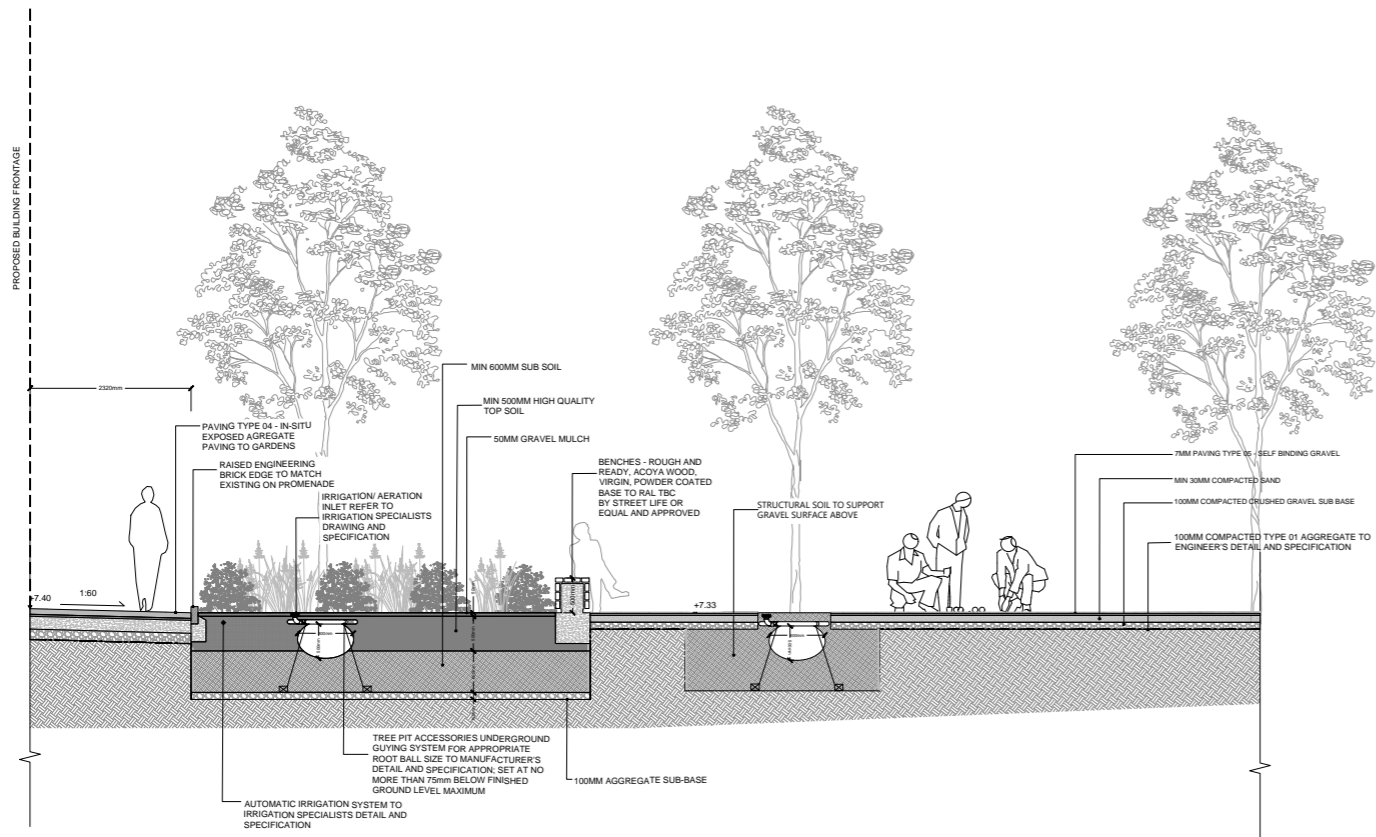 PROPOSED BUILDING FRONTAGE
2320mm
PAVING TYPE 04 - IN-SITU
EXPOSED AGREGATE
PAVING TO GARDENS
RAISED ENGINEERING
BRICK EDGE TO MATCH
EXISTING ON PROMENADE
IRRIGATION/ AERATION
INLET REFER TO
IRRIGATION SPECIALISTS
DRAWING AND
SPECIFICATION
MIN 600MM SUB SOIL
MIN 500MM HIGH QUALITY
TOP SOIL
50MM GRAVEL MULCH
BENCHES - ROUGH AND
READY, ACOYA WOOD,
VIRGIN, POWDER COATED
BASE TO RAL TBC
BY STREET LIFE OR
EQUAL AND APPROVED
STRUCTURAL SOIL TO SUPPORT
GRAVEL SURFACE ABOVE
7MM PAVING TYPE 05 - SELF BINDING GRAVEL
MIN 30MM COMPACTED SAND
100MM COMPACTED CRUSHED GRAVEL SUB BASE
100MM COMPACTED TYPE 01 AGGREGATE TO
ENGINEER'S DETAIL AND SPECIFICATION
+7.40
1:60
+7.33
TREE PIT ACCESSORIES UNDERGROUND
GUYING SYSTEM FOR APPROPRIATE
ROOT BALL SIZE TO MANUFACTURER'S
DETAIL AND SPECIFICATION; SET AT NO
MORE THAN 75mm BELOW FINISHED
GROUND LEVEL MAXIMUM
100MM AGGREGATE SUB-BASE
AUTOMATIC IRRIGATION SYSTEM TO
IRRIGATION SPECIALISTS DETAIL AND
SPECIFICATION